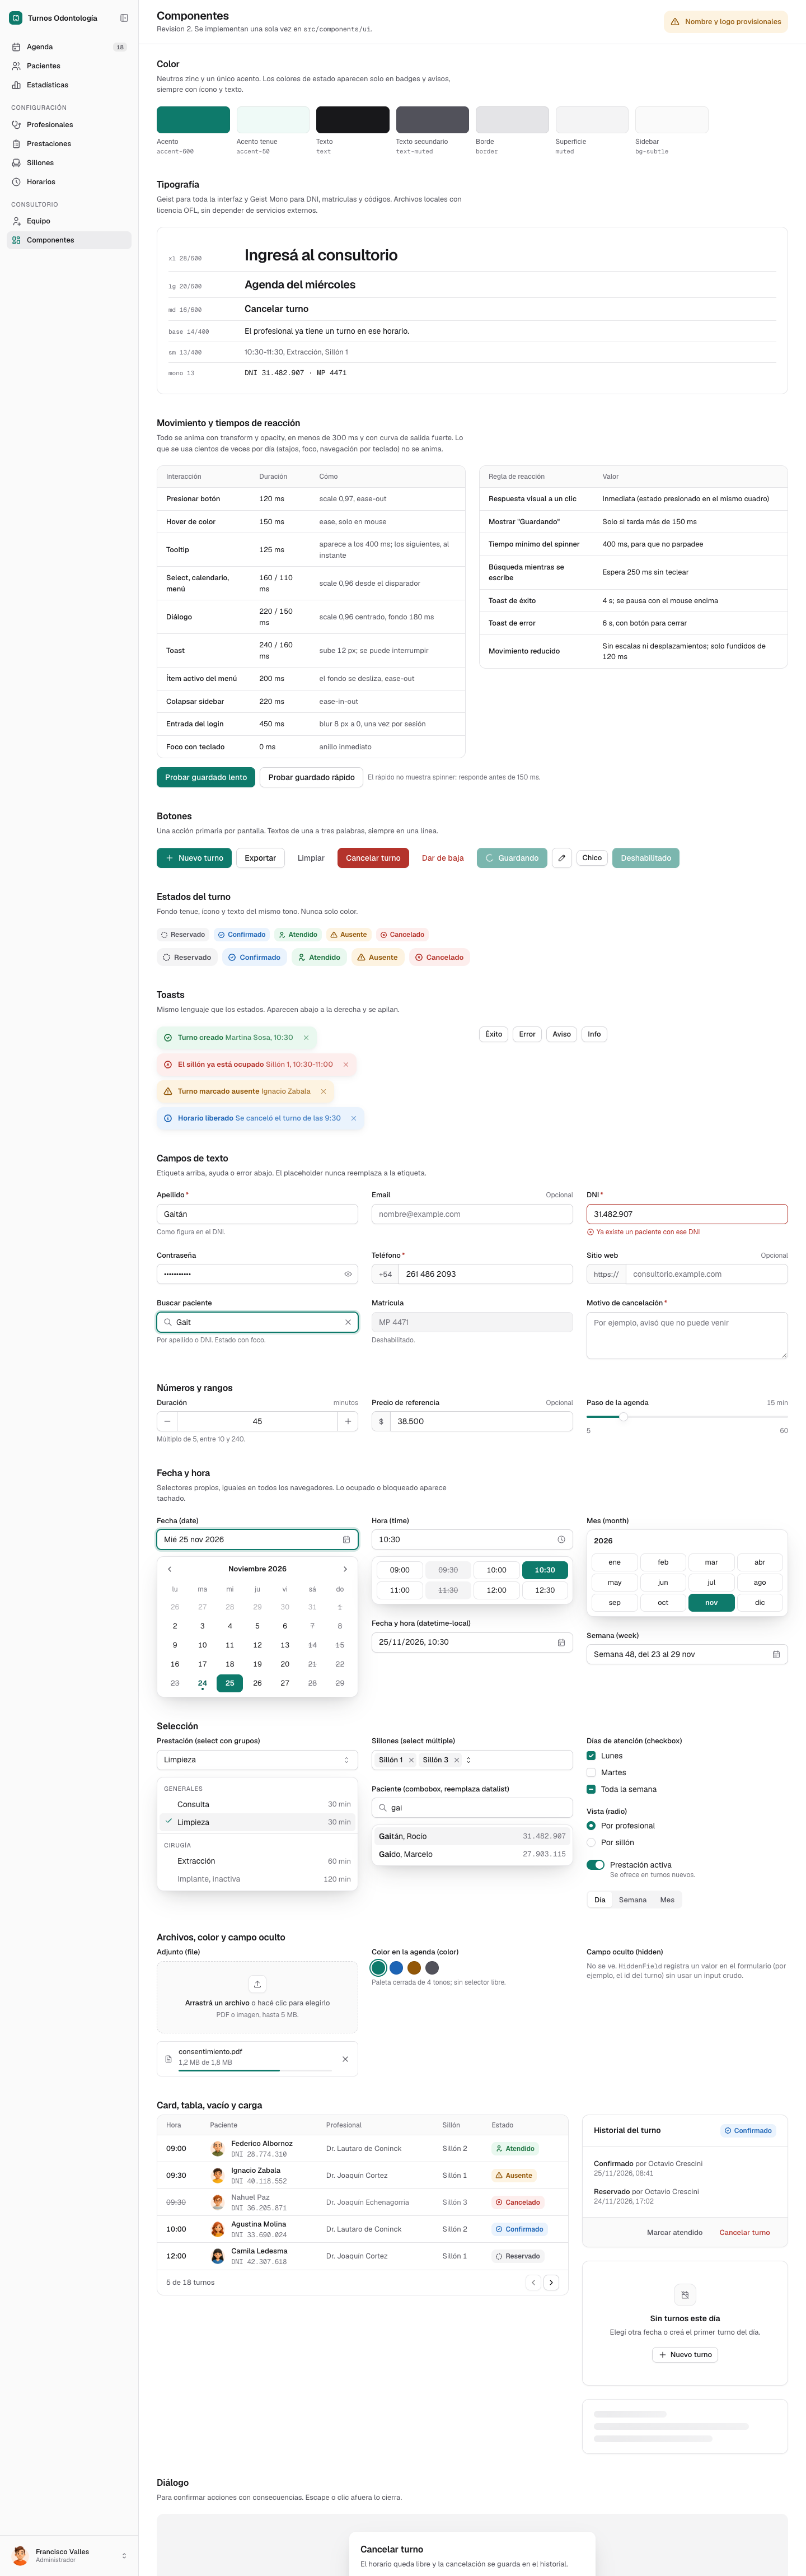 Turnos Odontología
Agenda
18
Pacientes
Estadísticas
CONFIGURACIÓN
Profesionales
Prestaciones
Sillones
Horarios
CONSULTORIO
Equipo
Componentes
Francisco Valles
Administrador
Componentes
Revision 2. Se implementan una sola vez en src/components/ui.
Nombre y logo provisionales
Color
Neutros zinc y un único acento. Los colores de estado aparecen solo en badges y avisos,
siempre con ícono y texto.
Acento
accent-600
Acento tenue
accent-50
Texto
text
Texto secundario
text-muted
Borde
border
Superficie
muted
Sidebar
bg-subtle
Tipografía
Geist para toda la interfaz y Geist Mono para DNI, matrículas y códigos. Archivos locales con
licencia OFL, sin depender de servicios externos.
xl 28/600 Ingresá al consultorio
lg 20/600 Agenda del miércoles
md 16/600 Cancelar turno
base 14/400 El profesional ya tiene un turno en ese horario.
sm 13/400 10:30-11:30, Extracción, Sillón 1
mono 13 DNI 31.482.907 · MP 4471
Movimiento y tiempos de reacción
Todo se anima con transform y opacity, en menos de 300 ms y con curva de salida fuerte. Lo
que se usa cientos de veces por día (atajos, foco, navegación por teclado) no se anima.
Interacción Duración Cómo
Presionar botón 120 ms scale 0,97, ease-out
Hover de color 150 ms ease, solo en mouse
Tooltip 125 ms aparece a los 400 ms; los siguientes, al
instante
Select, calendario, 160 / 110 scale 0,96 desde el disparador
menú ms
Diálogo 220 / 150 scale 0,96 centrado, fondo 180 ms
ms
Toast 240 / 160 sube 12 px; se puede interrumpir
ms
Ítem activo del menú 200 ms el fondo se desliza, ease-out
Colapsar sidebar 220 ms ease-in-out
Entrada del login 450 ms blur 8 px a 0, una vez por sesión
Foco con teclado 0 ms anillo inmediato
Regla de reacción Valor
Respuesta visual a un clic Inmediata (estado presionado en el mismo cuadro)
Mostrar "Guardando" Solo si tarda más de 150 ms
Tiempo mínimo del spinner 400 ms, para que no parpadee
Búsqueda mientras se Espera 250 ms sin teclear
escribe
Toast de éxito 4 s; se pausa con el mouse encima
Toast de error 6 s, con botón para cerrar
Movimiento reducido Sin escalas ni desplazamientos; solo fundidos de
120 ms
Probar guardado lento
Probar guardado rápido
El rápido no muestra spinner: responde antes de 150 ms.
Botones
Una acción primaria por pantalla. Textos de una a tres palabras, siempre en una línea.
Nuevo turno
Exportar
Limpiar
Cancelar turno
Dar de baja
Guardando
Chico
Deshabilitado
Estados del turno
Fondo tenue, ícono y texto del mismo tono. Nunca solo color.
Reservado Confirmado Atendido Ausente Cancelado
Reservado Confirmado Atendido Ausente Cancelado
Toasts
Mismo lenguaje que los estados. Aparecen abajo a la derecha y se apilan.
Turno creado Martina Sosa, 10:30
El sillón ya está ocupado Sillón 1, 10:30-11:00
Turno marcado ausente Ignacio Zabala
Horario liberado Se canceló el turno de las 9:30
Éxito Error Aviso Info
Campos de texto
Etiqueta arriba, ayuda o error abajo. El placeholder nunca reemplaza a la etiqueta.
Apellido *
Gaitán
Como figura en el DNI.
Email Opcional
nombre@example.com
DNI *
31.482.907
Ya existe un paciente con ese DNI
Contraseña
•••••••••••
Teléfono *
+54 261 486 2093
Sitio web Opcional
https:// consultorio.example.com
Buscar paciente
Gait
Por apellido o DNI. Estado con foco.
Matrícula
MP 4471
Deshabilitado.
Motivo de cancelación *
Por ejemplo, avisó que no puede venir
Números y rangos
Duración minutos
45
Múltiplo de 5, entre 10 y 240.
Precio de referencia Opcional
$ 38.500
Paso de la agenda 15 min
5 60
Fecha y hora
Selectores propios, iguales en todos los navegadores. Lo ocupado o bloqueado aparece
tachado.
Fecha (date)
Mié 25 nov 2026
Noviembre 2026
lu ma mi ju vi sá do
26 27 28 29 30 31 1
2 3 4 5 6 7 8
9 10 11 12 13 14 15
16 17 18 19 20 21 22
23 24 25 26 27 28 29
Hora (time)
10:30
09:00 09:30 10:00 10:30
11:00 11:30 12:00 12:30
Fecha y hora (datetime-local)
25/11/2026, 10:30
Mes (month)
2026
ene feb mar abr
may jun jul ago
sep oct nov dic
Semana (week)
Semana 48, del 23 al 29 nov
Selección
Prestación (select con grupos)
Limpieza
GENERALES
Consulta 30 min
Limpieza 30 min
CIRUGÍA
Extracción 60 min
Implante, inactiva 120 min
Sillones (select múltiple)
Sillón 1 Sillón 3
Paciente (combobox, reemplaza datalist)
gai
Gaitán, Rocío 31.482.907
Gaido, Marcelo 27.903.115
Días de atención (checkbox)
Lunes
Martes
Toda la semana
Vista (radio)
Por profesional
Por sillón
Prestación activa
Se ofrece en turnos nuevos.
Día Semana Mes
Archivos, color y campo oculto
Adjunto (file)
Arrastrá un archivo o hacé clic para elegirlo
PDF o imagen, hasta 5 MB.
consentimiento.pdf
1,2 MB de 1,8 MB
Color en la agenda (color)
Paleta cerrada de 4 tonos; sin selector libre.
Campo oculto (hidden)
No se ve. HiddenField registra un valor en el formulario (por
ejemplo, el id del turno) sin usar un input crudo.
Card, tabla, vacío y carga
Hora Paciente Profesional Sillón Estado
09:00 Federico Albornoz Dr. Lautaro de Coninck Sillón 2 Atendido
DNI 28.774.310
09:30 Ignacio Zabala Dr. Joaquín Cortez Sillón 1 Ausente
DNI 40.118.552
09:30 Nahuel Paz Dr. Joaquín Echenagorria Sillón 3 Cancelado
DNI 36.205.871
10:00 Agustina Molina Dr. Lautaro de Coninck Sillón 2 Confirmado
DNI 33.690.024
12:00 Camila Ledesma Dr. Joaquín Cortez Sillón 1 Reservado
DNI 42.307.618
5 de 18 turnos
Historial del turno Confirmado
Confirmado por Octavio Crescini
25/11/2026, 08:41
Reservado por Octavio Crescini
24/11/2026, 17:02
Marcar atendido Cancelar turno
Sin turnos este día
Elegí otra fecha o creá el primer turno del día.
Nuevo turno
Diálogo
Para confirmar acciones con consecuencias. Escape o clic afuera lo cierra.
Cancelar turno
El horario queda libre y la cancelación se guarda en el historial.